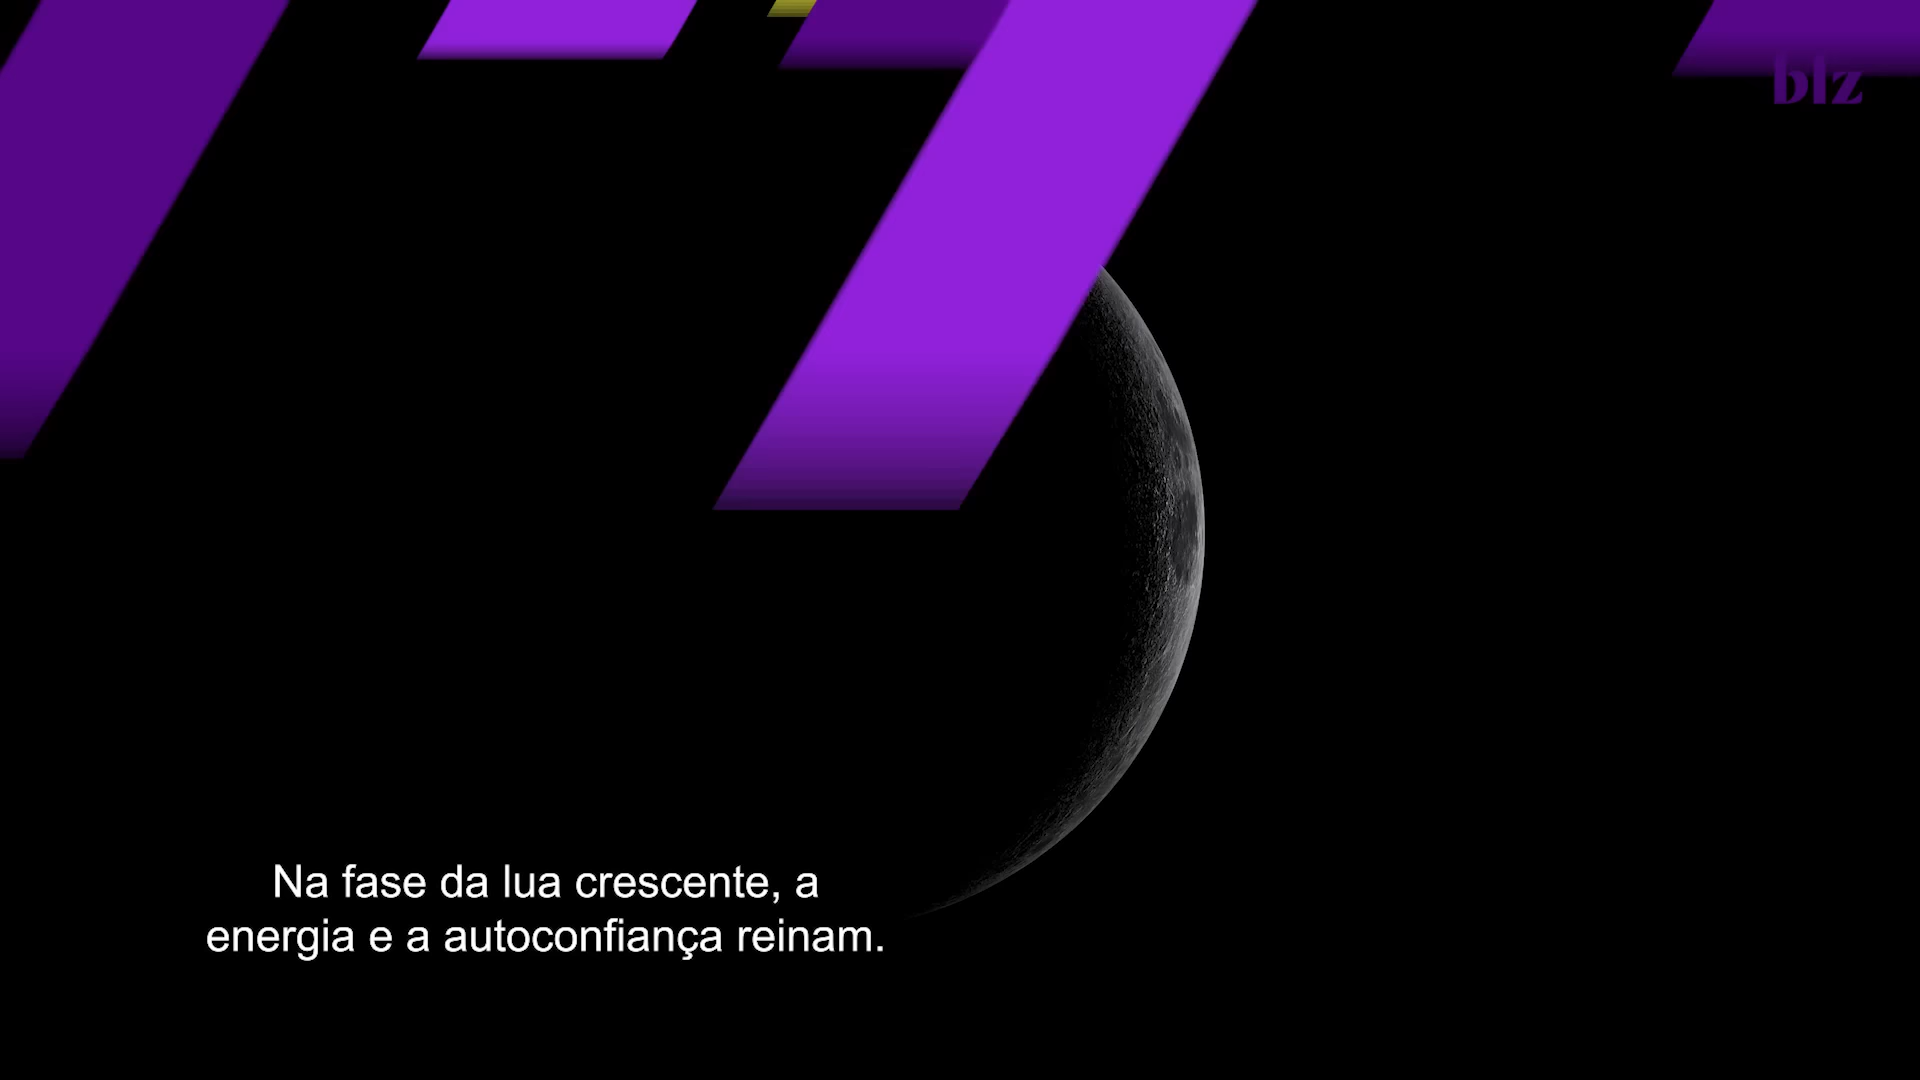 blz
Na fase da lua crescente, a
energia e a autoconfiança reinam.